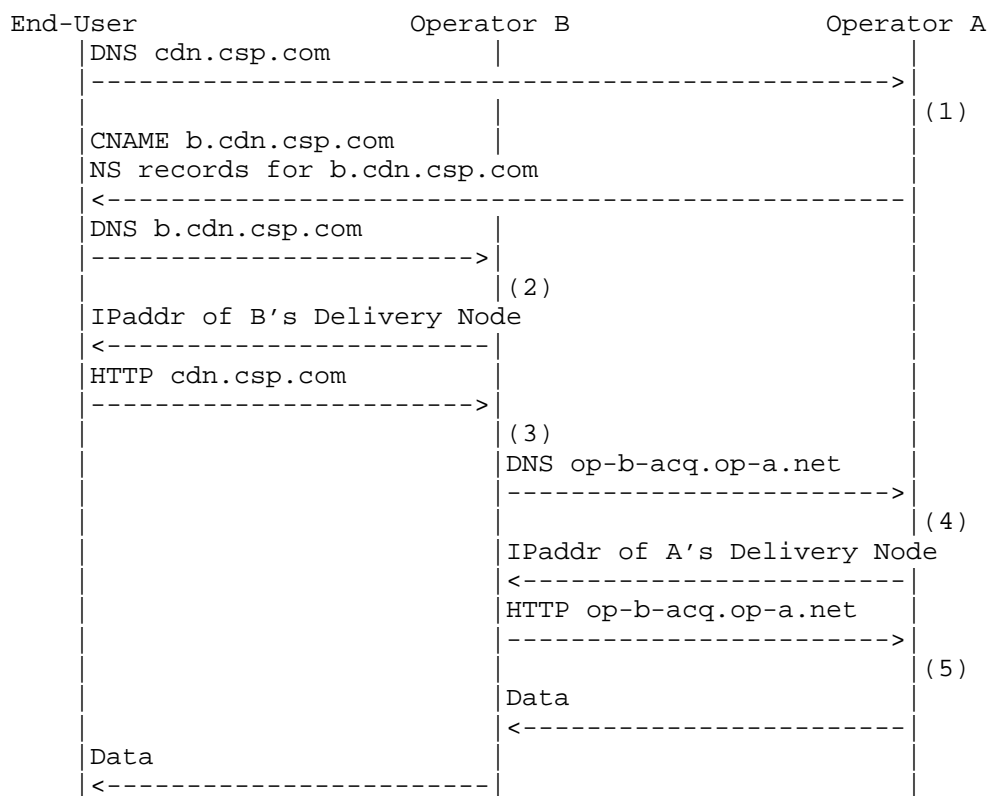 End-User Operator B Operator A
DNS cdn.csp.com
(1)
CNAME b.cdn.csp.com
NS records for b.cdn.csp.com
DNS b.cdn.csp.com
(2)
IPaddr of B's Delivery Node
HTTP cdn.csp.com
(3)
DNS op-b-acq.op-a.net
(4)
IPaddr of A's Delivery Node
HTTP op-b-acq.op-a.net
(5)
Data
Data